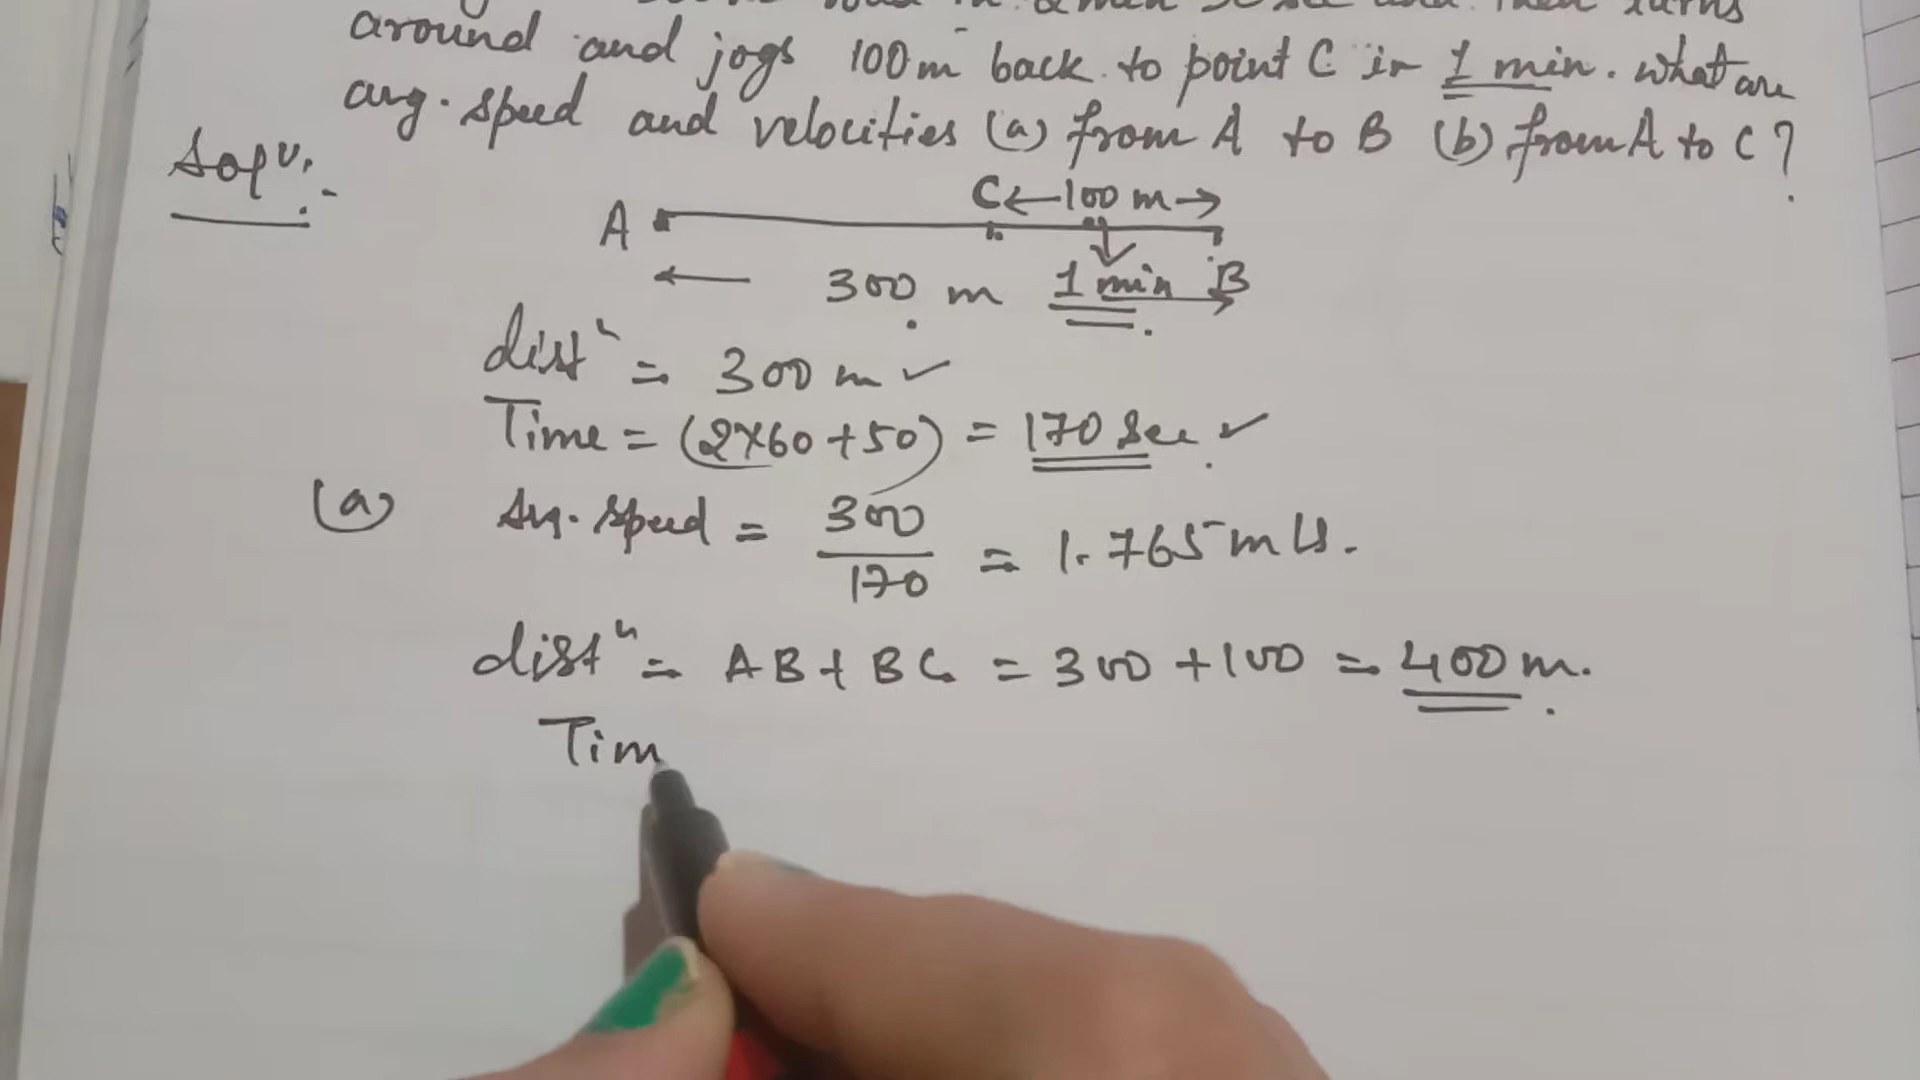 around and jogs 100 m back to point C in 1 min. what are
avg. speed and velocities (a) from A to B (b) from A to C?
C ← 100 m →
A
← 300 m 1 min B
distⁿ = 300 m ✓
Time = (2×60 + 50) = 170 sec ✓
(a) Av. speed = 300/170 = 1.765 m/s.
distⁿ = AB + BC = 300 + 100 = 400 m.
Tim